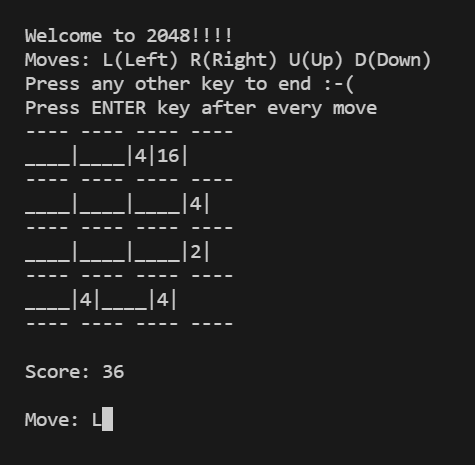 Welcome to 2048!!!!
Moves: L(Left) R(Right) U(Up) D(Down)
Press any other key to end :-(
Press ENTER key after every move
---- ---- ---- ----
____|____|4|16|
---- ---- ---- ----
____|____|____|4|
---- ---- ---- ----
____|____|____|2|
---- ---- ---- ----
____|4|____|4|
---- ---- ---- ----
Score: 36
Move: L